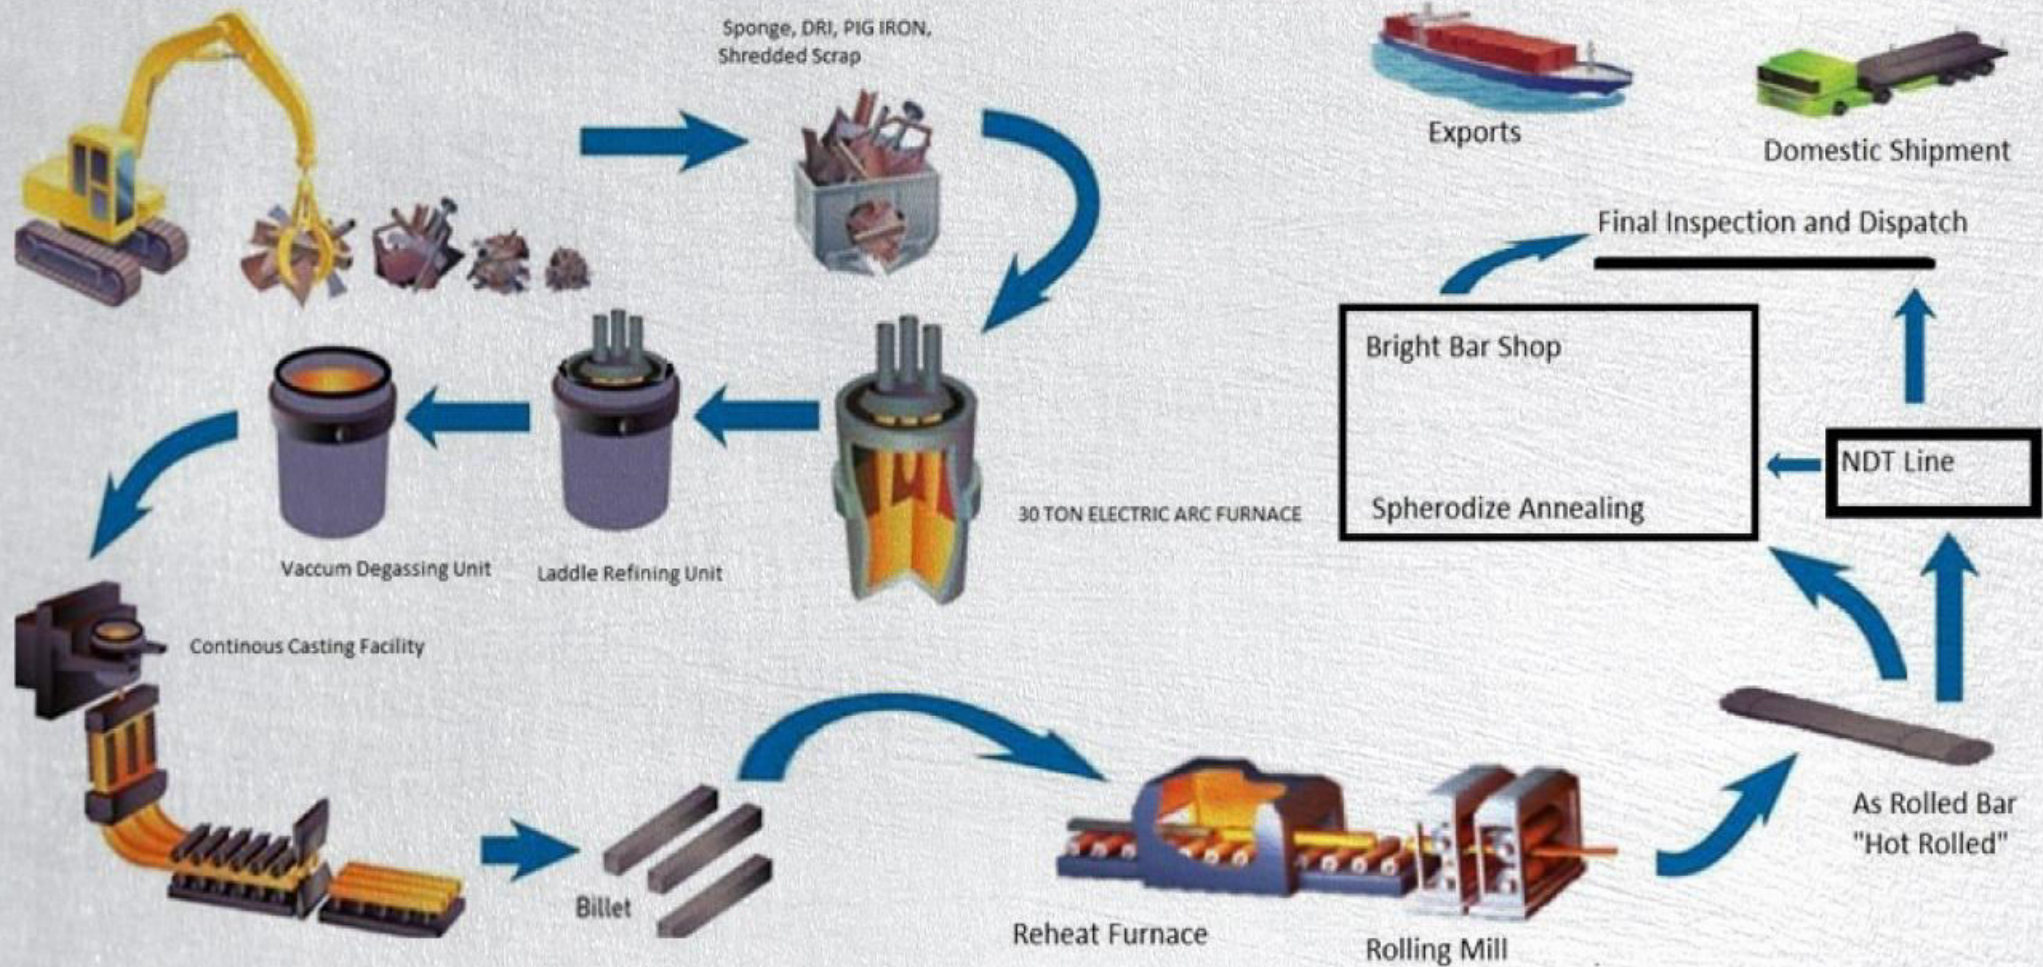 Sponge, DRI, PIG IRON,
Shredded Scrap
Exports
Domestic Shipment
Final Inspection and Dispatch
Bright Bar Shop
Spherodize Annealing
NDT Line
30 TON ELECTRIC ARC FURNACE
Laddle Refining Unit
Vaccum Degassing Unit
Continous Casting Facility
Billet
Reheat Furnace
Rolling Mill
As Rolled Bar
"Hot Rolled"